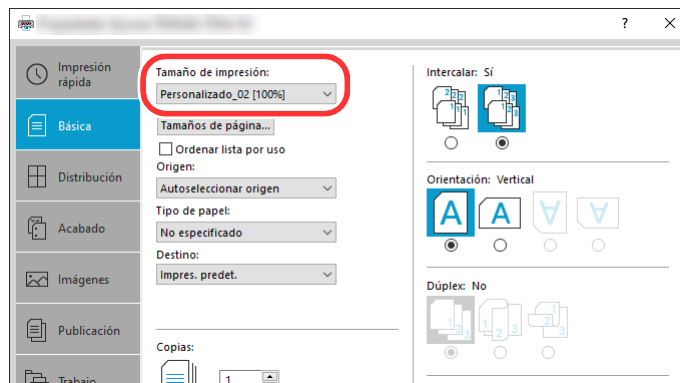 Impresión
rápida
Básica
Distribución
Acabado
Imágenes
Publicación
Trabajo
Tamaño de impresión:
Personalizado_02 [100%]
Tamaños de página...
Ordenar lista por uso
Origen:
Autoseleccionar origen
Tipo de papel:
No especificado
Destino:
Impres. predet.
Copias:
1
Intercalar: Sí
Orientación: Vertical
A A A A
Dúplex: No